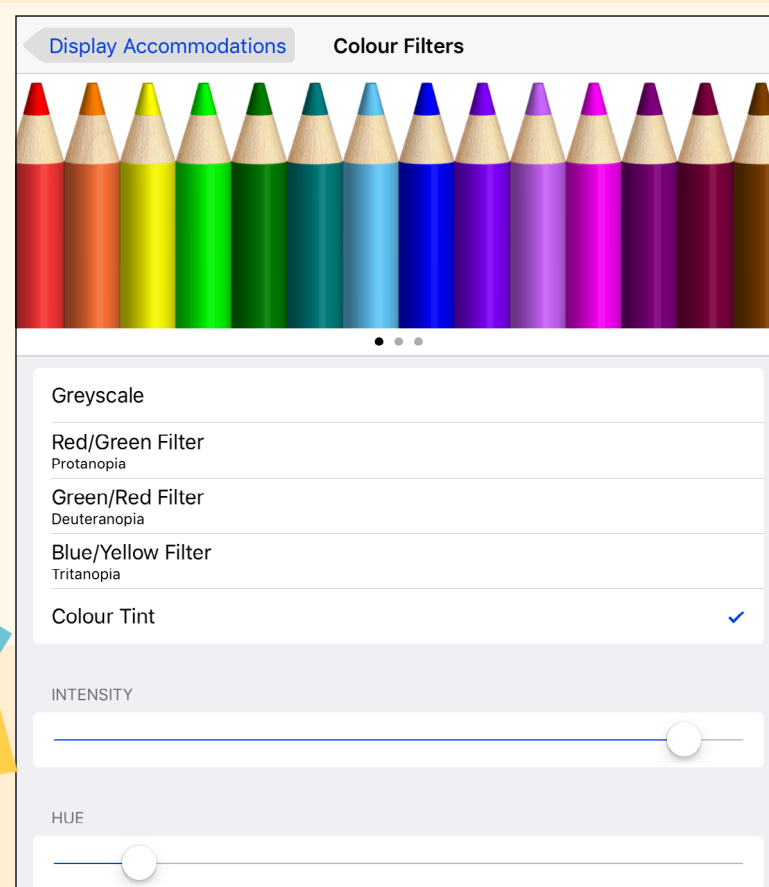 Display Accommodations Colour Filters
Greyscale
Red/Green Filter
Protanopia
Green/Red Filter
Deuteranopia
Blue/Yellow Filter
Tritanopia
Colour Tint
INTENSITY
HUE